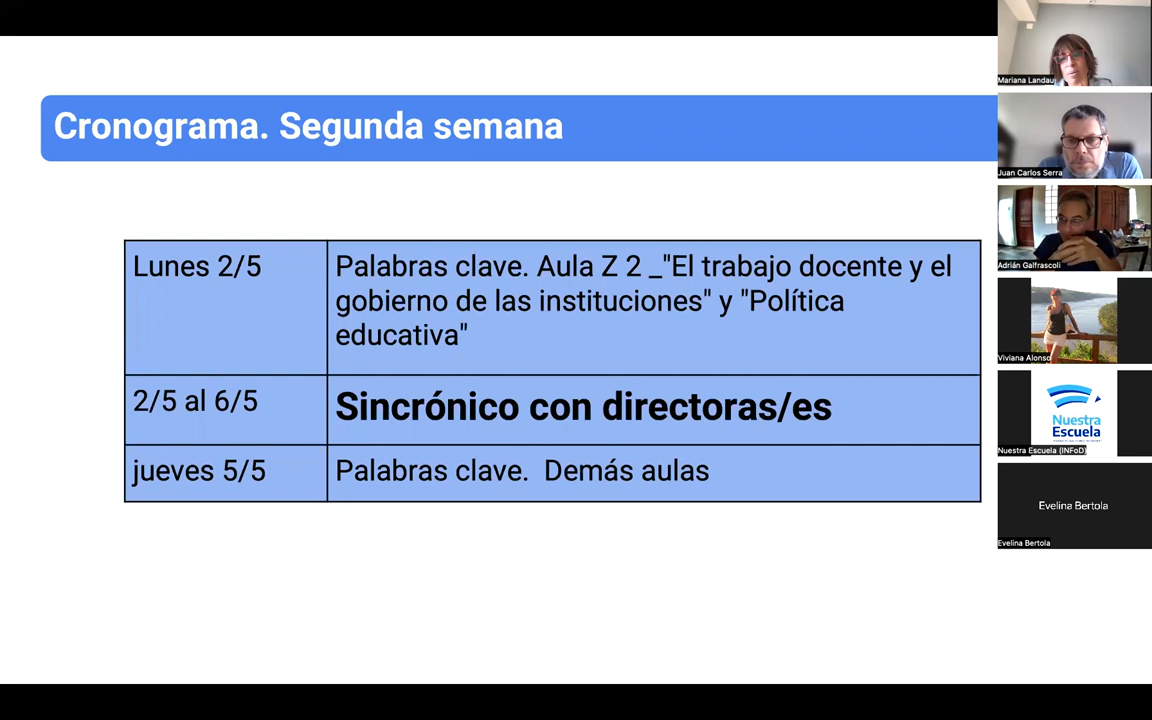 Cronograma. Segunda semana
Lunes 2/5
Palabras clave. Aula Z 2 _"El trabajo docente y el
gobierno de las instituciones" y "Política
educativa"
2/5 al 6/5
Sincrónico con directoras/es
jueves 5/5
Palabras clave. Demás aulas
Mariana Landau
Juan Carlos Serra
Adrián Galfrascoli
Viviana Alonso
Nuestra
Escuela
Nuestra Escuela (INFoD)
Evelina Bertola
Evelina Bertola